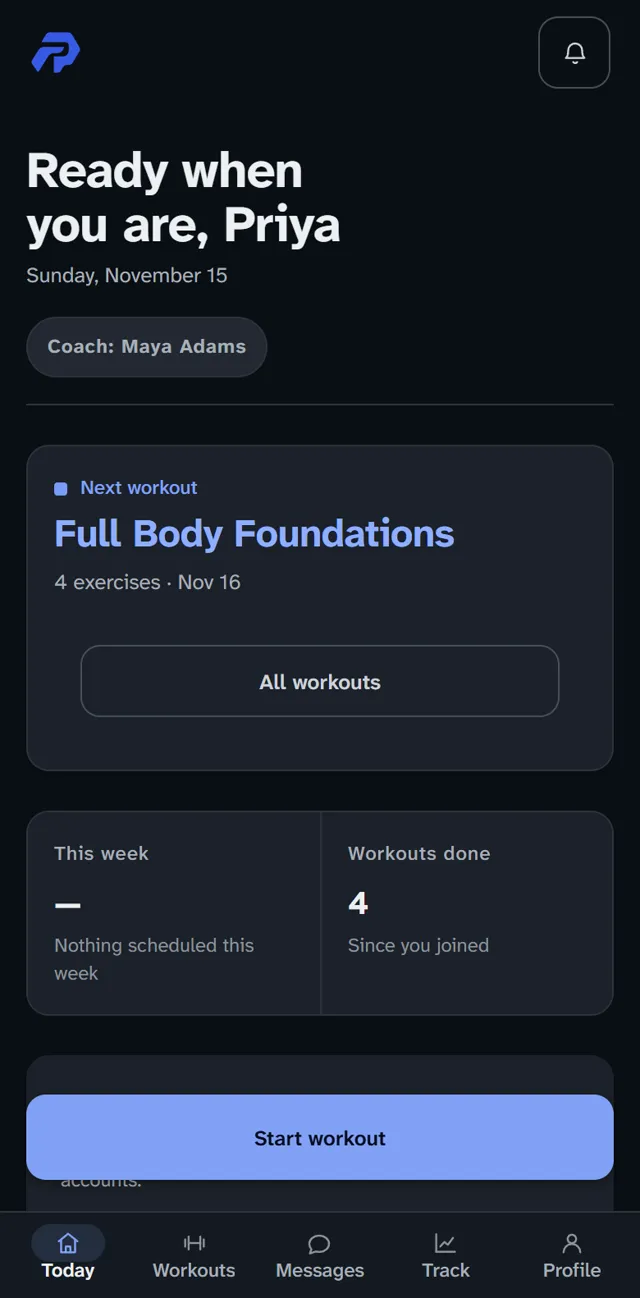 Ready when
you are, Priya
Sunday, November 15
Coach: Maya Adams
Next workout
Full Body Foundations
4 exercises · Nov 16
All workouts
This week
—
Nothing scheduled this
week
Workouts done
4
Since you joined
Start workout
accounts.
Today
Workouts
Messages
Track
Profile